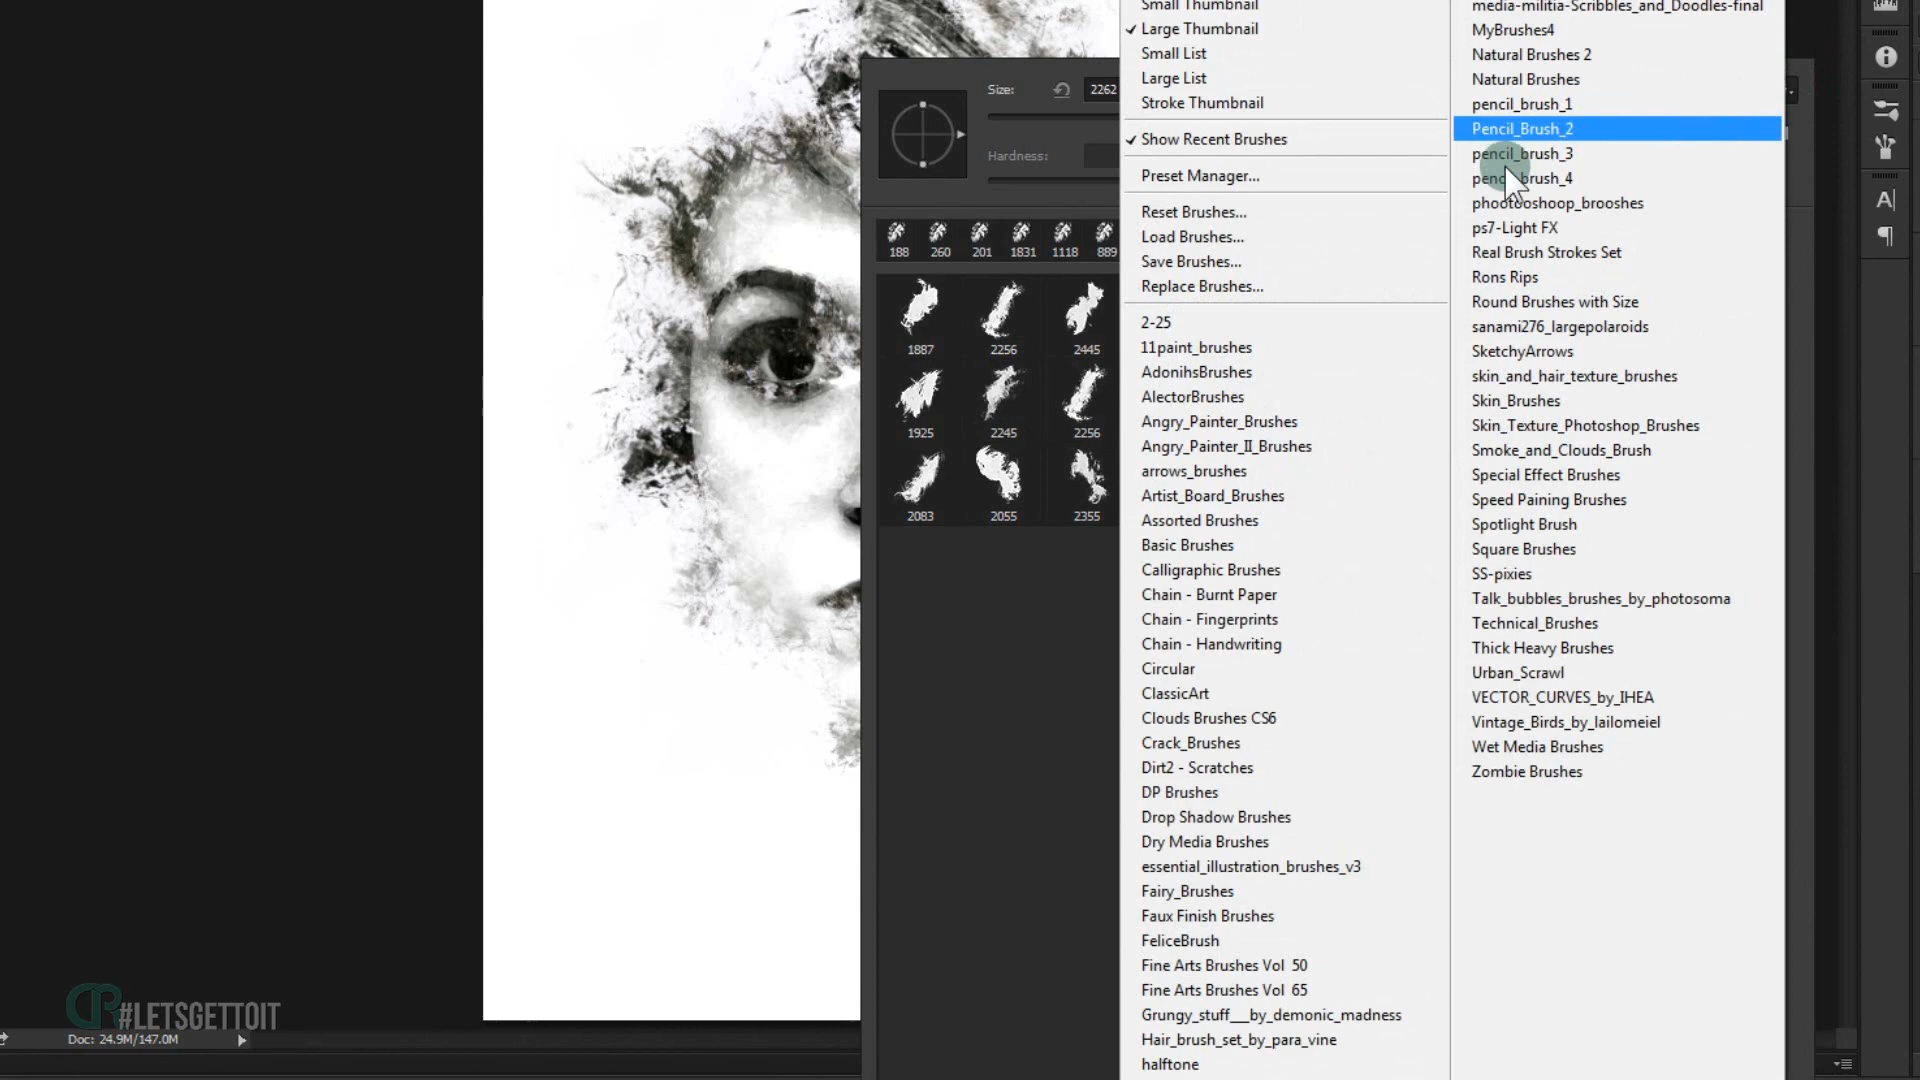 Size:
2262
Hardness:
188
260
201
1831
1118
889
1887
2256
2445
1925
2245
2256
2083
2055
2355
Small Thumbnail
Large Thumbnail
Small List
Large List
Stroke Thumbnail
Show Recent Brushes
Preset Manager...
Reset Brushes...
Load Brushes...
Save Brushes...
Replace Brushes...
2-25
11paint_brushes
AdonihsBrushes
AlectorBrushes
Angry_Painter_Brushes
Angry_Painter_II_Brushes
arrows_brushes
Artist_Board_Brushes
Assorted Brushes
Basic Brushes
Calligraphic Brushes
Chain - Burnt Paper
Chain - Fingerprints
Chain - Handwriting
Circular
ClassicArt
Clouds Brushes CS6
Crack_Brushes
Dirt2 - Scratches
DP Brushes
Drop Shadow Brushes
Dry Media Brushes
essential_illustration_brushes_v3
Fairy_Brushes
Faux Finish Brushes
FeliceBrush
Fine Arts Brushes Vol 50
Fine Arts Brushes Vol 65
Grungy_stuff___by_demonic_madness
Hair_brush_set_by_para_vine
halftone
media-militia-Scribbles_and_Doodles-final
MyBrushes4
Natural Brushes 2
Natural Brushes
pencil_brush_1
Pencil_Brush_2
pencil_brush_3
pencil_brush_4
phootooshoop_brooshes
ps7-Light FX
Real Brush Strokes Set
Rons Rips
Round Brushes with Size
sanami276_largepolaroids
SketchyArrows
skin_and_hair_texture_brushes
Skin_Brushes
Skin_Texture_Photoshop_Brushes
Smoke_and_Clouds_Brush
Special Effect Brushes
Speed Paining Brushes
Spotlight Brush
Square Brushes
SS-pixies
Talk_bubbles_brushes_by_photosoma
Technical_Brushes
Thick Heavy Brushes
Urban_Scrawl
VECTOR_CURVES_by_IHEA
Vintage_Birds_by_lailomeiel
Wet Media Brushes
Zombie Brushes
#LETSGETTOIT
Doc: 24.9M/147.0M